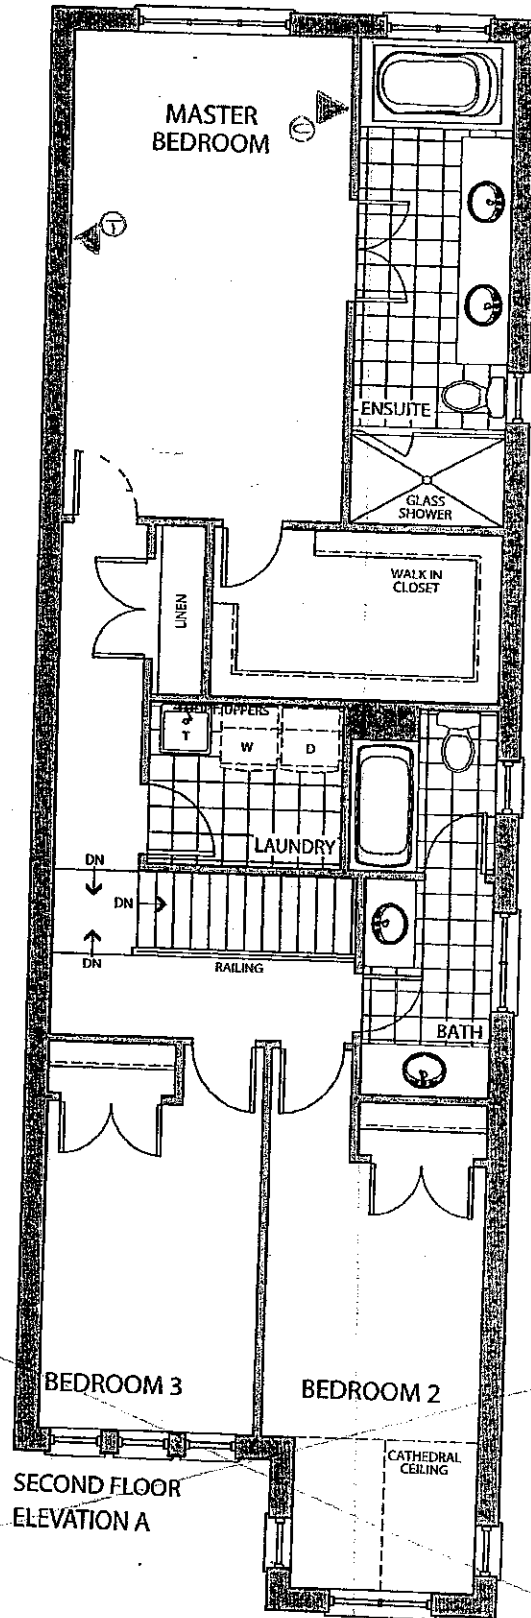 MASTER
BEDROOM
ENSUITE
GLASS
SHOWER
WALK IN
CLOSET
LINEN
UPPERS
T
W
D
LAUNDRY
DN
DN
DN
RAILING
BATH
BEDROOM 3
BEDROOM 2
CATHEDRAL
CEILING
SECOND FLOOR
ELEVATION A